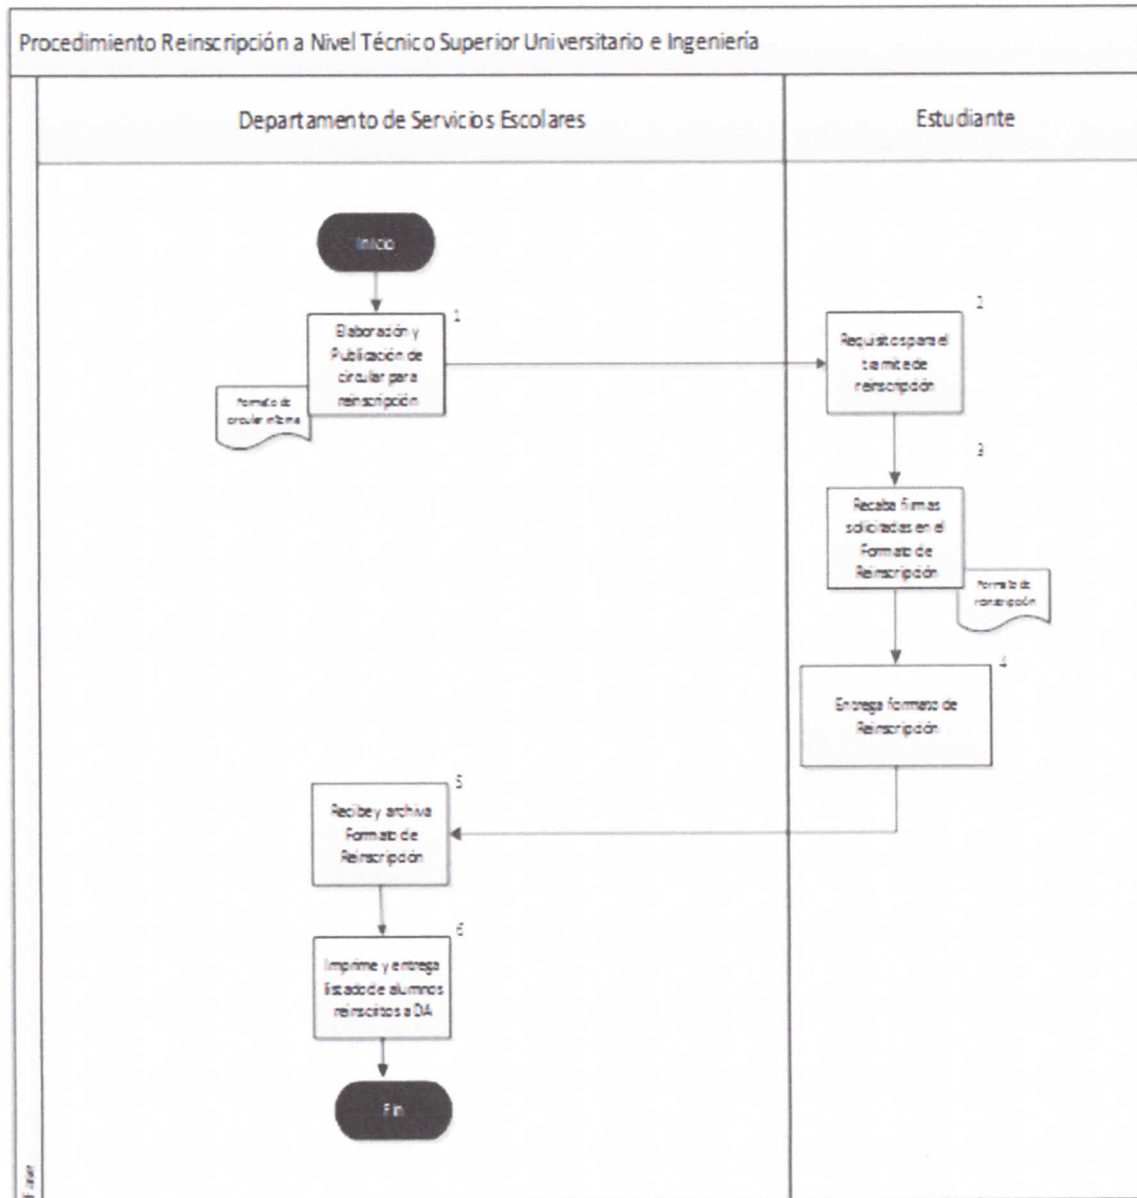 Procedimiento Reinscripción a Nivel Técnico Superior Universitario e Ingeniería
Departamento de Servicios Escolares
Estudiante
Inicio
1
Elaboración y
Publicación de
circular para
reinscripción
Formato de
circular interna
2
Requisitos para el
tramite de
reinscripción
3
Recaba firmas
solicitadas en el
Formato de
Reinscripción
Formato de
reinscripción
4
Entrega formato de
Reinscripción
5
Recibe y archiva
Formato de
Reinscripción
6
Imprime y entrega
listado de alumnos
reinscritos a DA
Fin
Fase